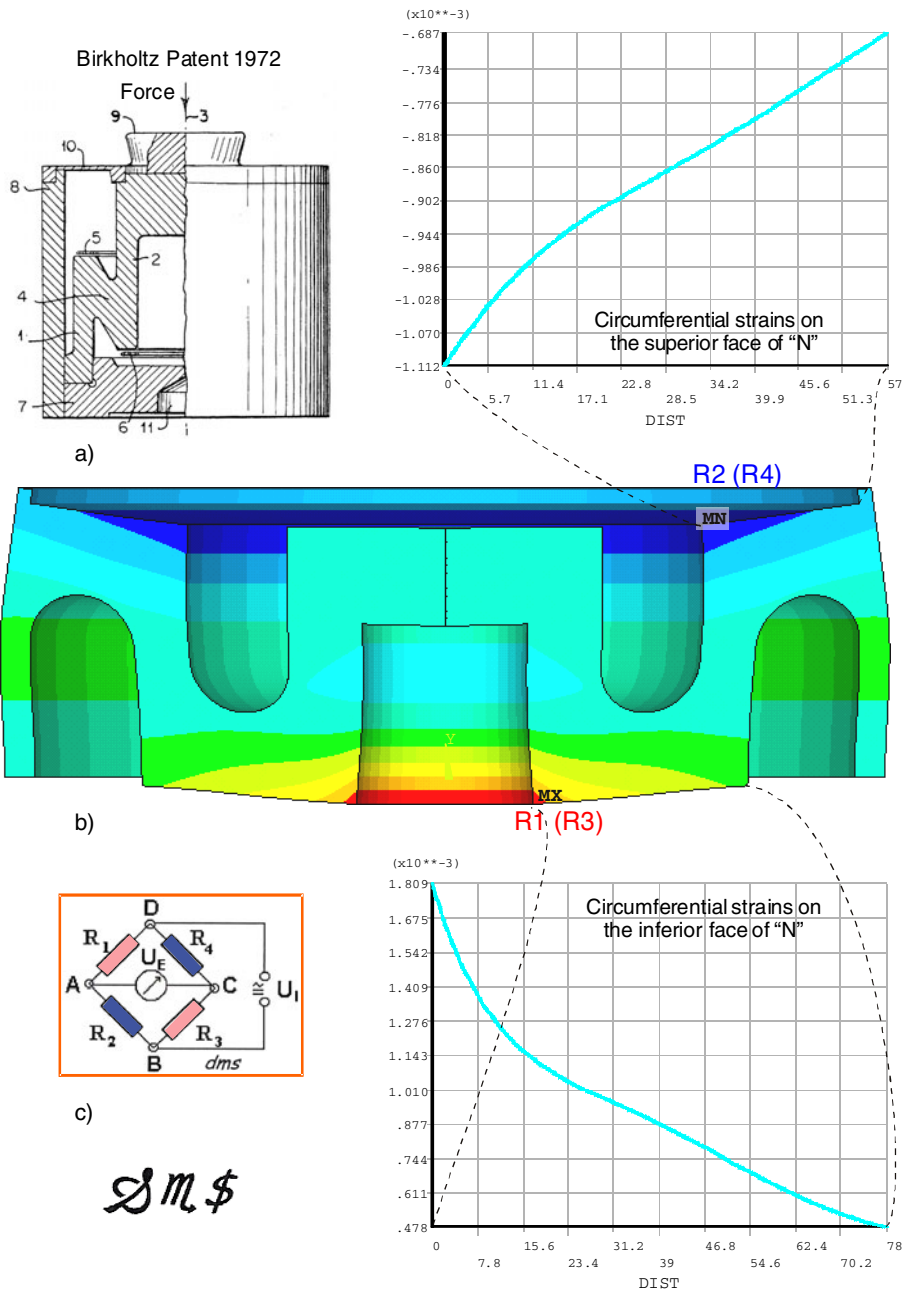 Birkholtz Patent 1972
Force
3
9
10
8
5
2
4
1
7
6
11
i
a)
(x10**-3)
-.687
-.734
-.776
-.818
-.860
-.902
-.944
-.986
-1.028
-1.070
-1.112
Circumferential strains on
the superior face of “N”
0 11.4 22.8 34.2 45.6 57
5.7 17.1 28.5 39.9 51.3
DIST
R2 (R4)
MN
Y
MX
R1 (R3)
b)
D
R1 R4
UE
A C UI
R2 R3
B dms
c)
SM$
(x10**-3)
1.809
1.675
1.542
1.409
1.276
1.143
1.010
.877
.744
.611
.478
Circumferential strains on
the inferior face of “N”
0 15.6 31.2 46.8 62.4 78
7.8 23.4 39 54.6 70.2
DIST